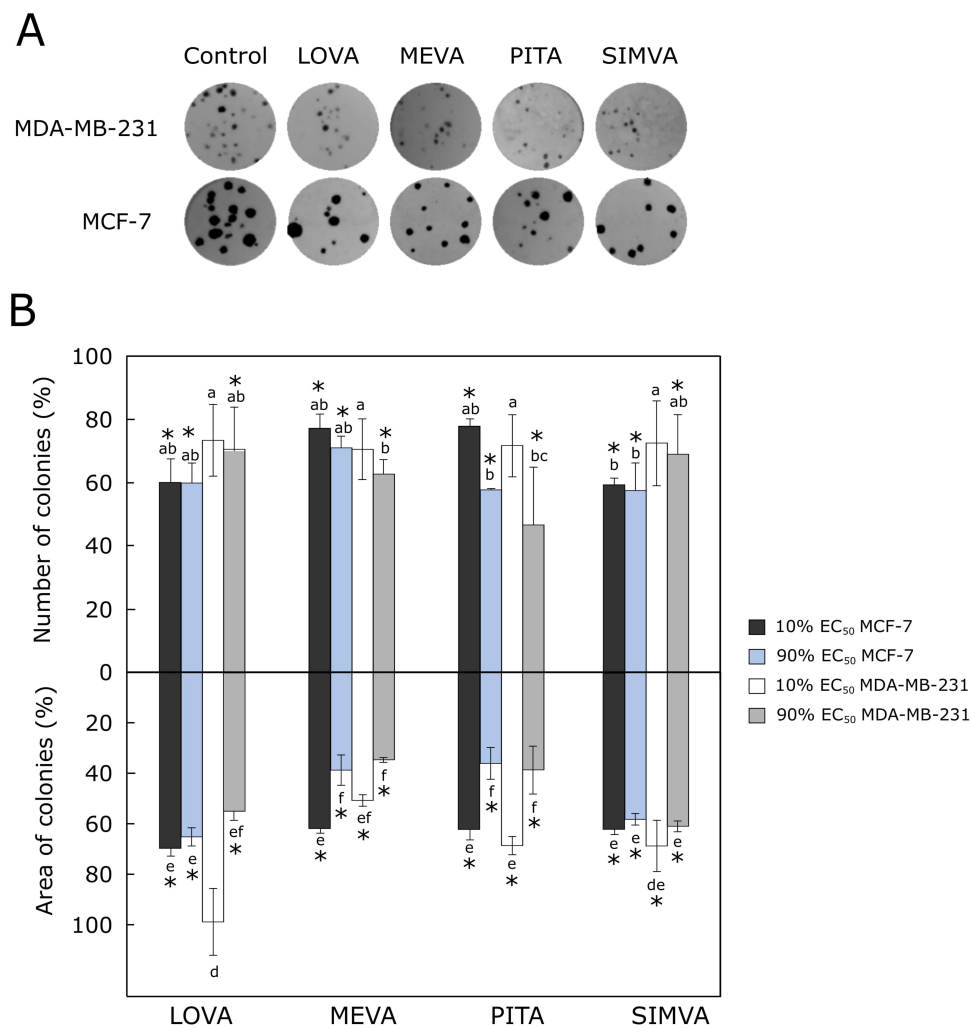 A
Control LOVA MEVA PITA SIMVA
MDA-MB-231
MCF-7
B
Number of colonies (%)
100
80
60
40
20
0
a
*
ab
*
ab
*
ab
*
ab
*
ab
a
*
b
*
ab
*
b
a
*
bc
*
b
*
b
a
*
ab
Area of colonies (%)
20
40
60
80
100
e
*
e
*
d
ef
*
e
*
f
*
ef
*
f
*
e
*
f
*
e
*
f
*
e
*
e
*
de
*
e
*
LOVA MEVA PITA SIMVA
10% EC₅₀ MCF-7
90% EC₅₀ MCF-7
10% EC₅₀ MDA-MB-231
90% EC₅₀ MDA-MB-231